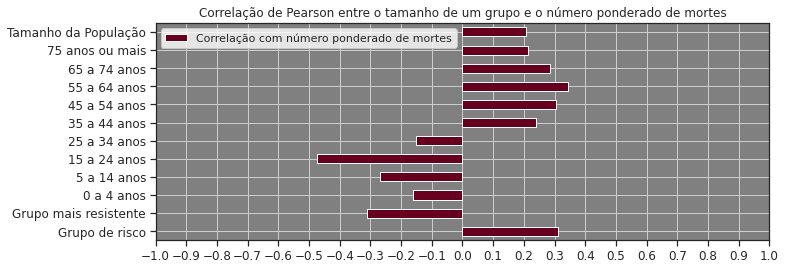 Correlação de Pearson entre o tamanho de um grupo e o número ponderado de mortes
Correlação com número ponderado de mortes
Tamanho da População
75 anos ou mais
65 a 74 anos
55 a 64 anos
45 a 54 anos
35 a 44 anos
25 a 34 anos
15 a 24 anos
5 a 14 anos
0 a 4 anos
Grupo mais resistente
Grupo de risco
−1.0 −0.9 −0.8 −0.7 −0.6 −0.5 −0.4 −0.3 −0.2 −0.1 0.0 0.1 0.2 0.3 0.4 0.5 0.6 0.7 0.8 0.9 1.0